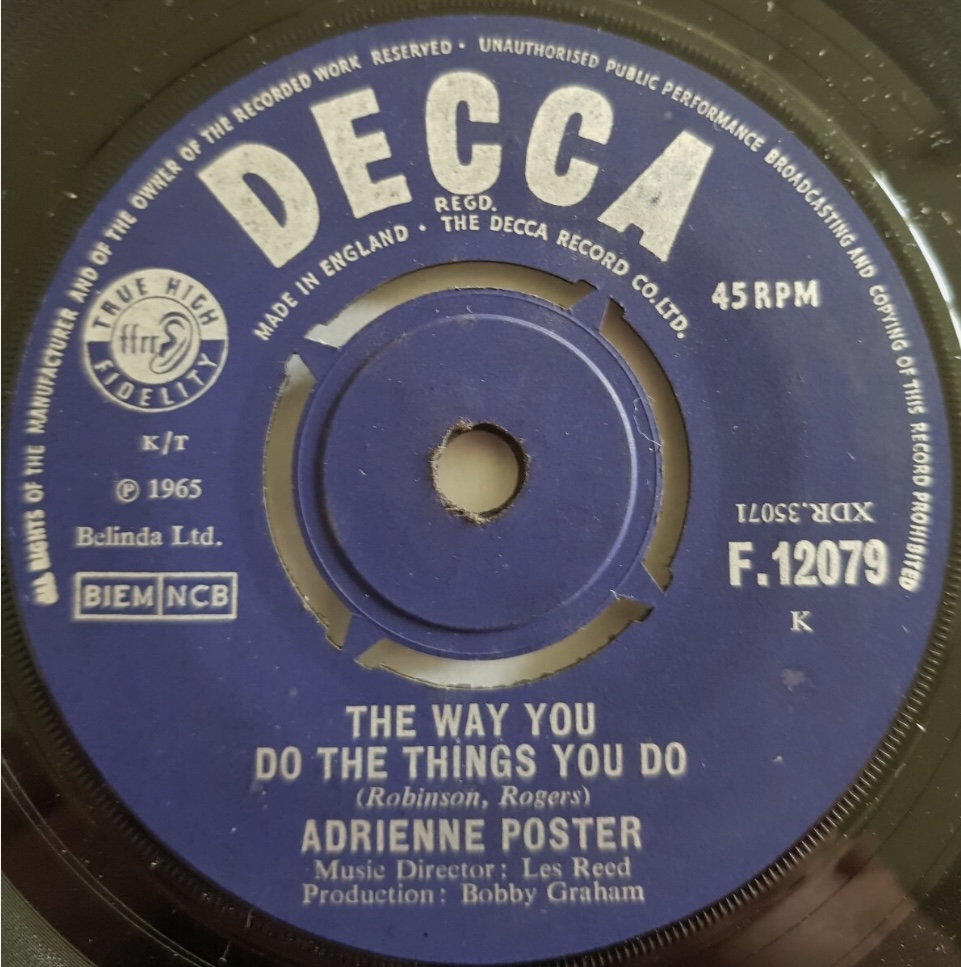 ALL RIGHTS OF THE MANUFACTURER AND OF THE OWNER OF THE RECORDED WORK RESERVED · UNAUTHORISED PUBLIC PERFORMANCE BROADCASTING AND COPYING OF THIS RECORD PROHIBITED
DECCA
REGD.
MADE IN ENGLAND · THE DECCA RECORD CO. LTD.
TRUE HIGH
ffrr
FIDELITY
45 RPM
K/T
℗ 1965
Belinda Ltd.
BIEM NCB
XDR.35071
F.12079
K
THE WAY YOU
DO THE THINGS YOU DO
(Robinson, Rogers)
ADRIENNE POSTER
Music Director: Les Reed
Production: Bobby Graham